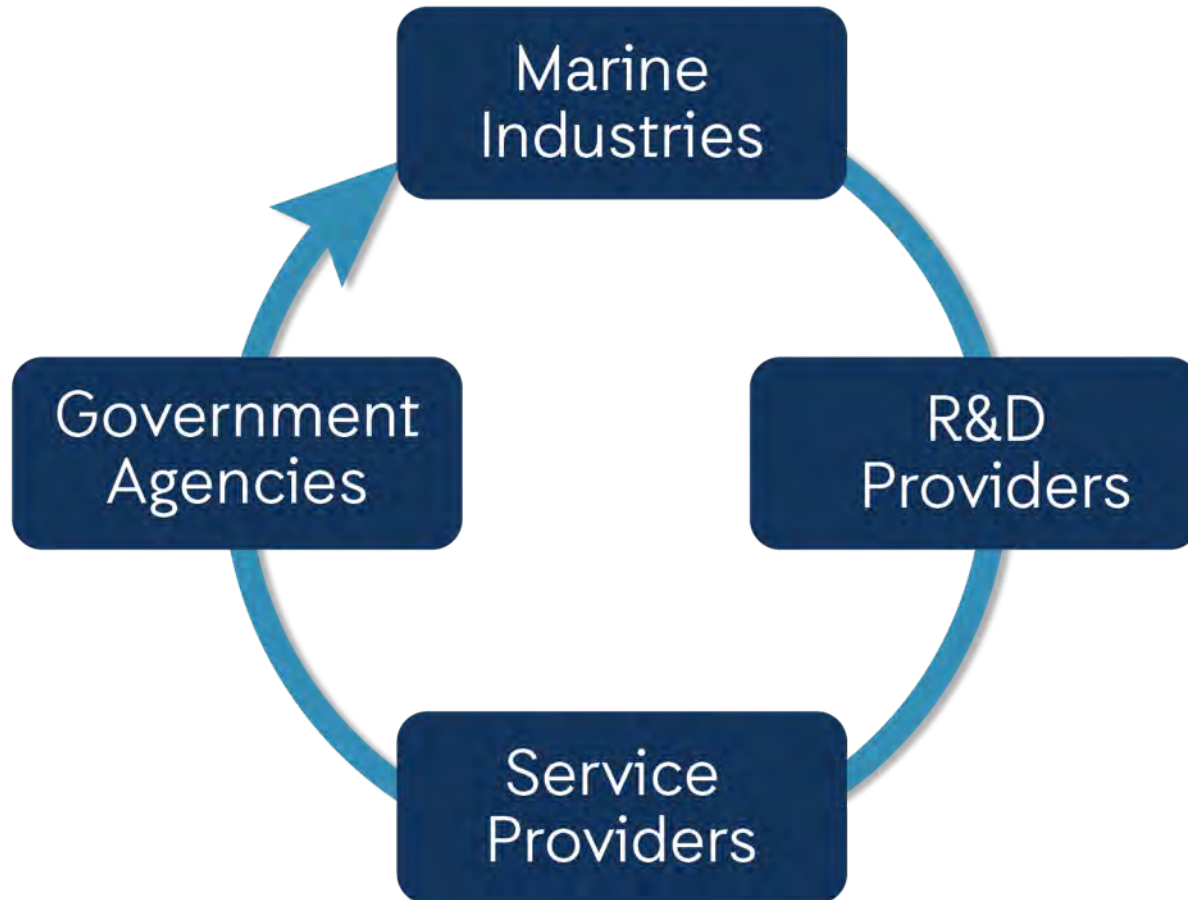 Marine
Industries
Government
Agencies
R&D
Providers
Service
Providers